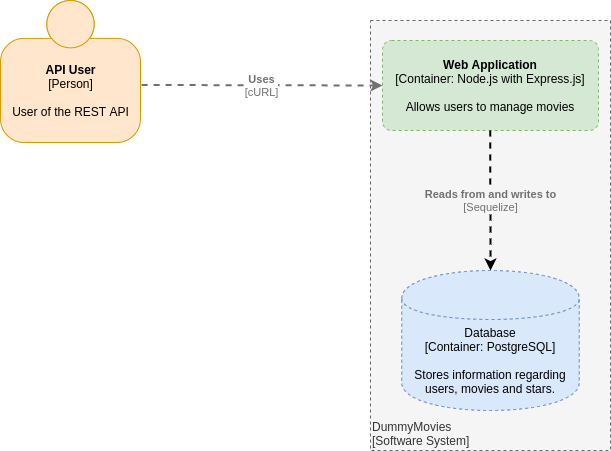 API User
[Person]
User of the REST API
Uses
[cURL]
Web Application
[Container: Node.js with Express.js]
Allows users to manage movies
Reads from and writes to
[Sequelize]
Database
[Container: PostgreSQL]
Stores information regarding
users, movies and stars.
DummyMovies
[Software System]